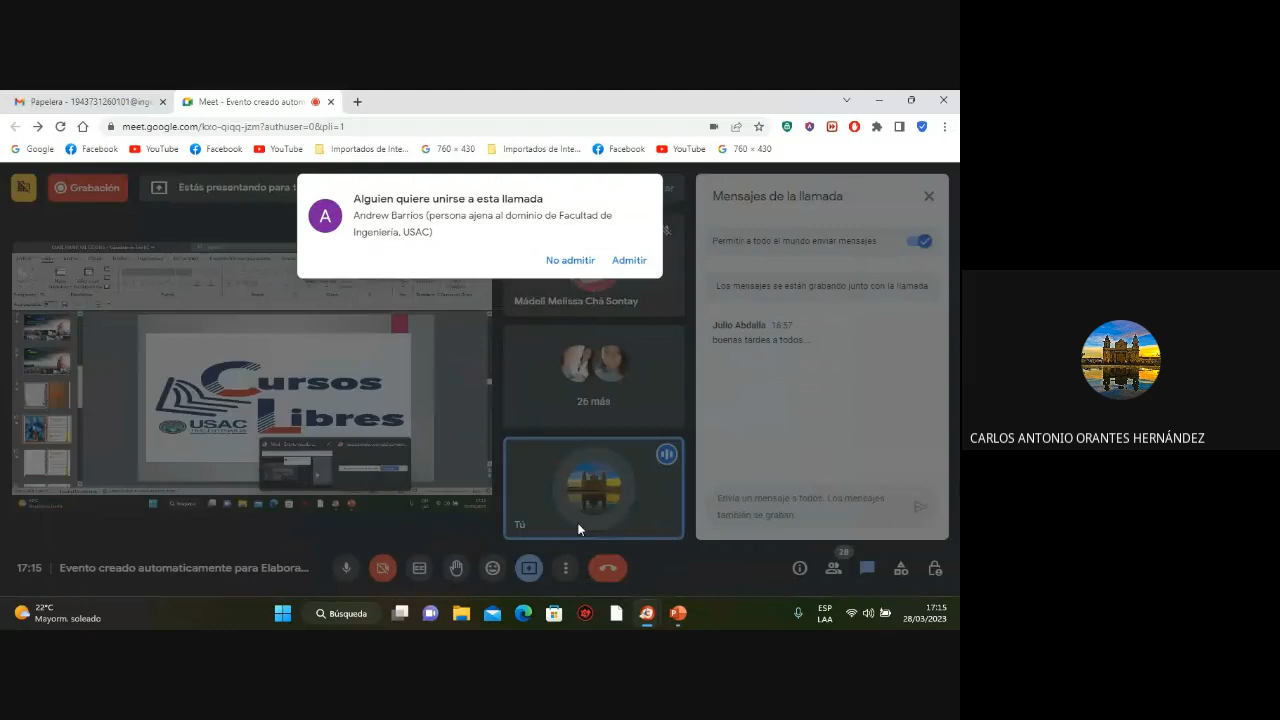 Papelera - 1943731260101@ing
Meet - Evento creado autom
meet.google.com/kxo-qiqq-jzm?authuser=0&pli=1
Google Facebook YouTube Facebook YouTube Importados de Inte... 760 × 430 Importados de Inte... Facebook YouTube 760 × 430
Grabación
Estás presentando para t
Alguien quiere unirse a esta llamada
A
Andrew Barrios (persona ajena al dominio de Facultad de
Ingeniería, USAC)
No admitir Admitir
Mensajes de la llamada
Permitir a todo el mundo enviar mensajes
Los mensajes se están grabando junto con la llamada
Julio Abdalla 16:57
buenas tardes a todos...
Mádeli Melissa Chá Sontay
26 más
Cursos
Libres
USAC
TRICENTENARIA
Tú
Envía un mensaje a todos. Los mensajes
también se graban.
17:15 Evento creado automaticamente para Elabora...
28
22°C
Mayorm. soleado
Búsqueda
ESP
LAA
17:15
28/03/2023
CARLOS ANTONIO ORANTES HERNÁNDEZ